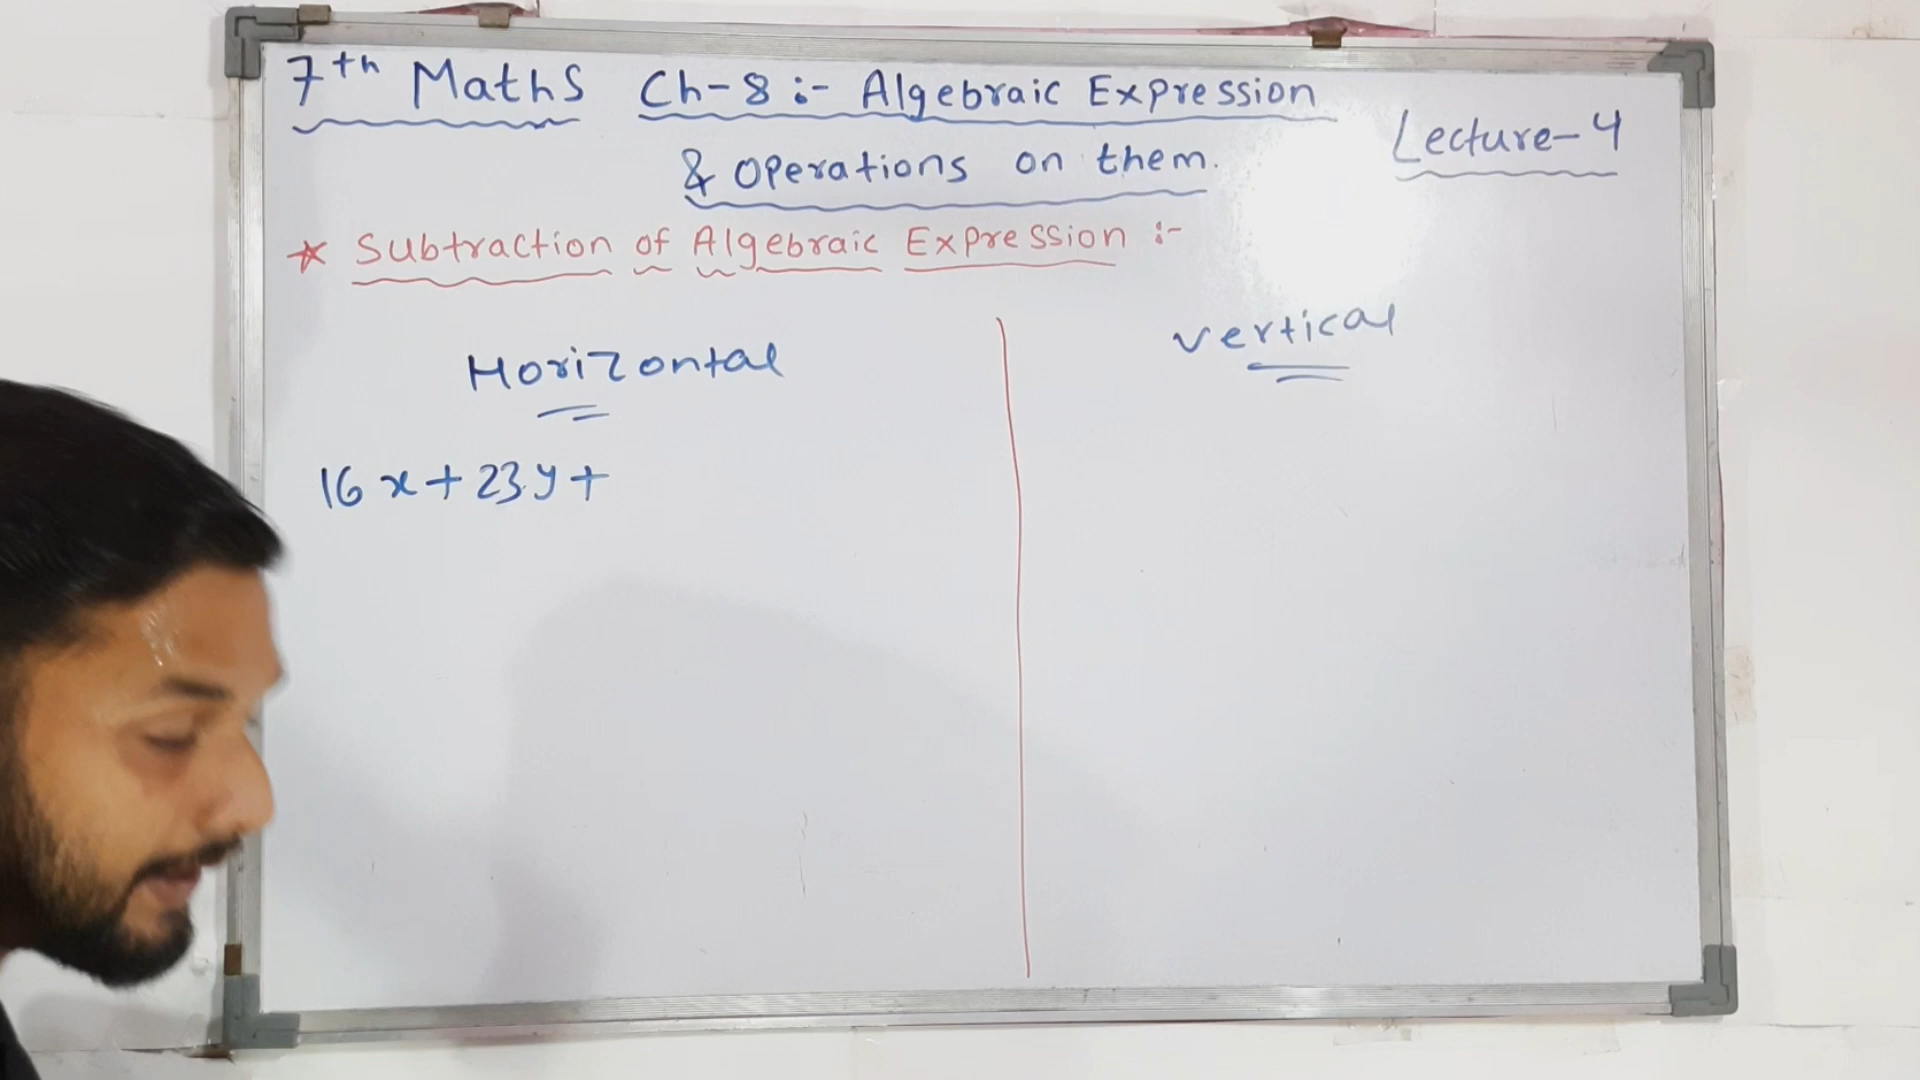 7th Maths Ch-8 :- Algebraic Expression
& Operations on them.
Lecture-4
* Subtraction of Algebraic Expression :-
Horizontal
16x+23y+
vertical